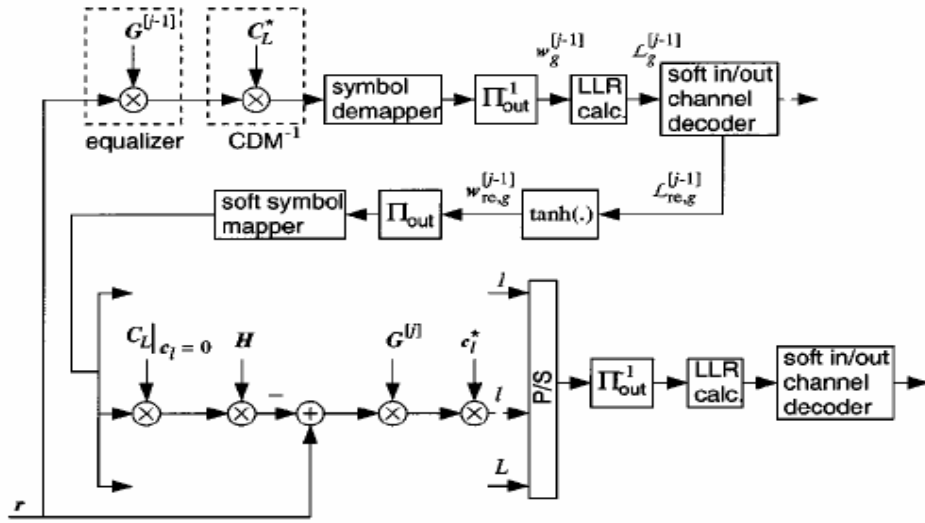 G^[j-1]
C_L^*
equalizer
CDM^-1
symbol
demapper
Π_out^-1
w_g^[j-1]
LLR
calc.
ℒ_g^[j-1]
soft in/out
channel
decoder
soft symbol
mapper
Π_out
w_re,g^[j-1]
tanh(.)
ℒ_re,g^[j-1]
C_L|c_l = 0
H
−
+
G^[j]
c_l^*
1
l
L
P/S
Π_out^-1
LLR
calc.
soft in/out
channel
decoder
r